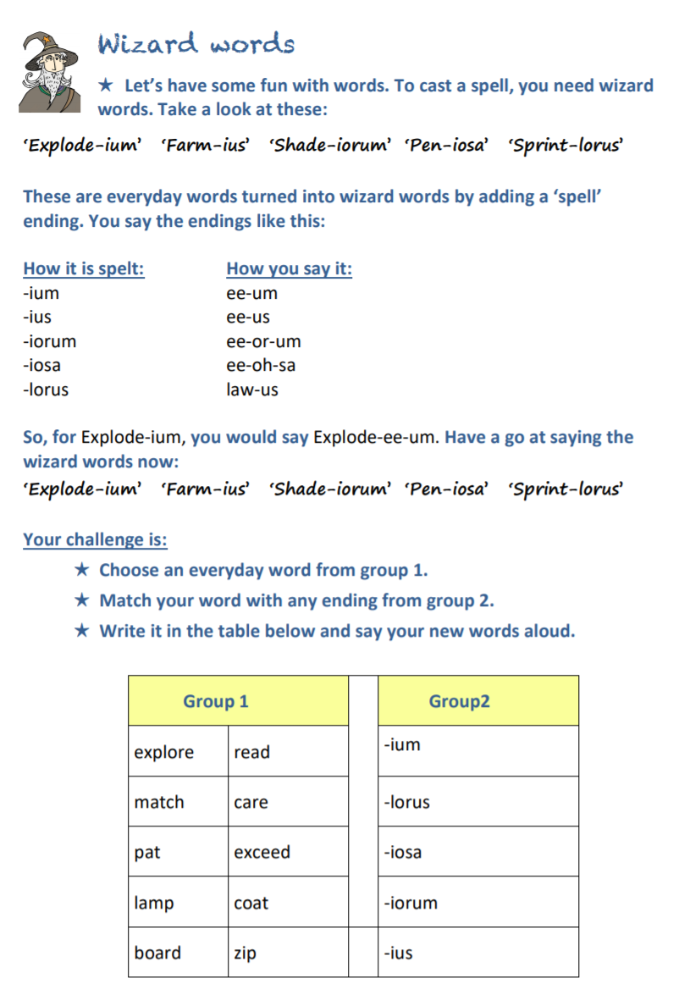 Wizard words
★ Let’s have some fun with words. To cast a spell, you need wizard
words. Take a look at these:
‘Explode-ium’ ‘Farm-ius’ ‘Shade-iorum’ ‘Pen-iosa’ ‘Sprint-lorus’
These are everyday words turned into wizard words by adding a ‘spell’
ending. You say the endings like this:
How it is spelt: How you say it:
-ium ee-um
-ius ee-us
-iorum ee-or-um
-iosa ee-oh-sa
-lorus law-us
So, for Explode-ium, you would say Explode-ee-um. Have a go at saying the
wizard words now:
‘Explode-ium’ ‘Farm-ius’ ‘Shade-iorum’ ‘Pen-iosa’ ‘Sprint-lorus’
Your challenge is:
★ Choose an everyday word from group 1.
★ Match your word with any ending from group 2.
★ Write it in the table below and say your new words aloud.
Group 1 Group2
explore read -ium
match care -lorus
pat exceed -iosa
lamp coat -iorum
board zip -ius